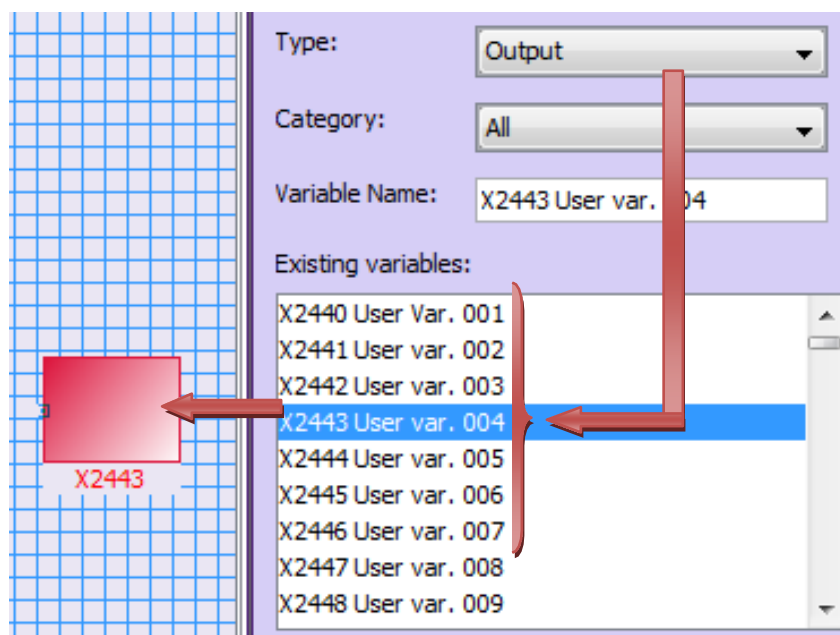 Type:
Output
Category:
All
Variable Name:
X2443 User var. 04
Existing variables:
X2440 User Var. 001
X2441 User Var. 002
X2442 User Var. 003
X2443 User var. 004
X2444 User var. 005
X2445 User var. 006
X2446 User var. 007
X2447 User var. 008
X2448 User var. 009
X2443